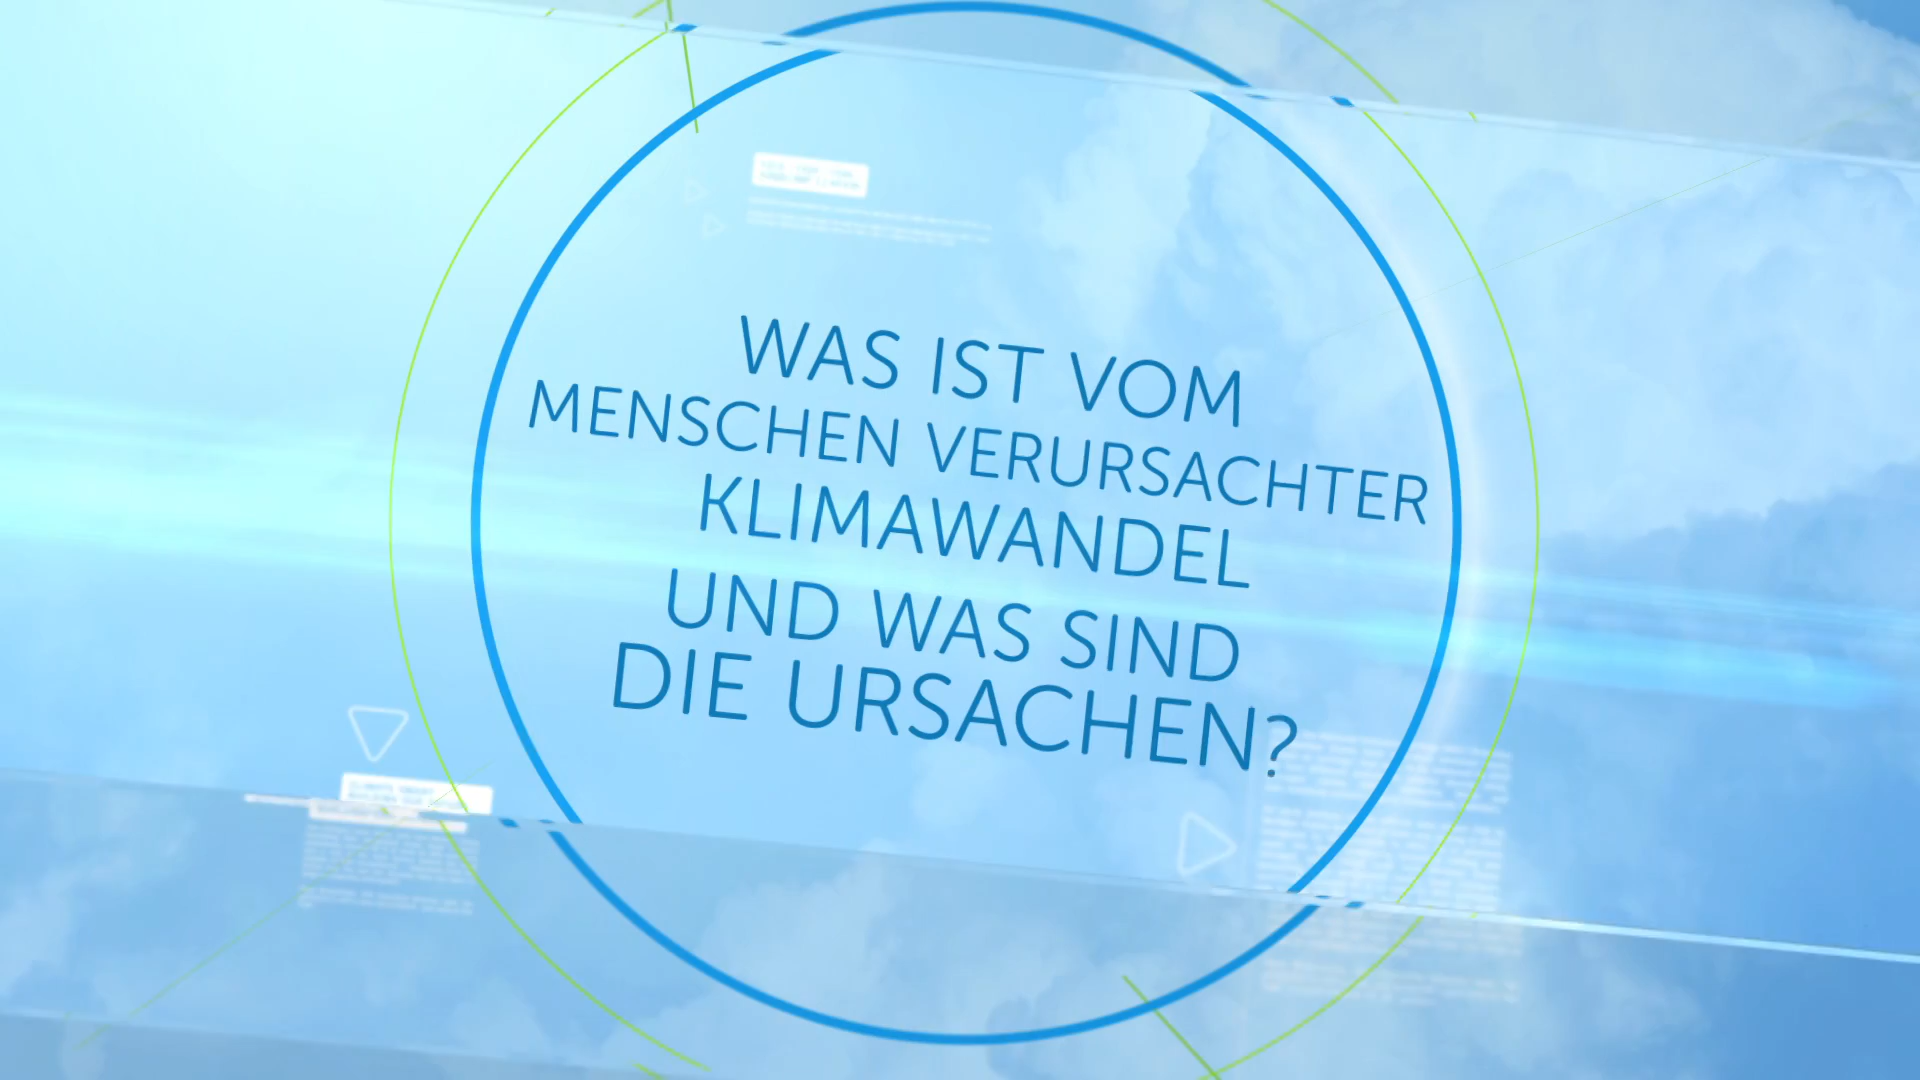 WAS IST VOM
MENSCHEN VERURSACHTER
KLIMAWANDEL
UND WAS SIND
DIE URSACHEN?